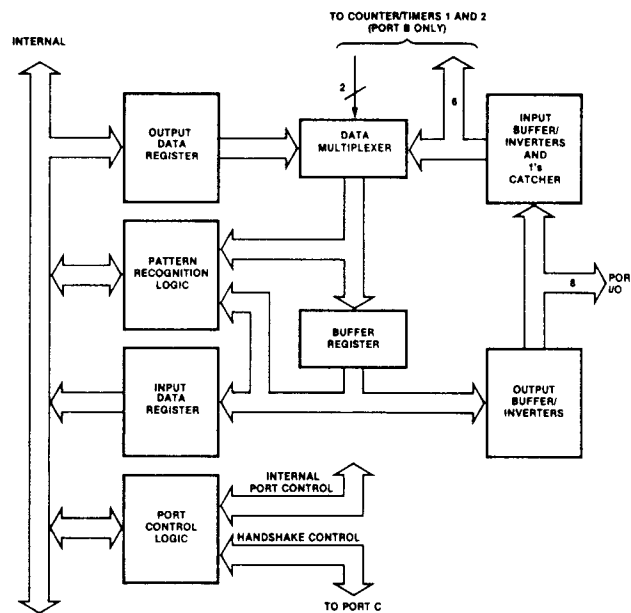 TO COUNTER/TIMERS 1 AND 2
(PORT B ONLY)
INTERNAL
2
6
OUTPUT
DATA
REGISTER
DATA
MULTIPLEXER
INPUT
BUFFER/
INVERTERS
AND
1's
CATCHER
PATTERN
RECOGNITION
LOGIC
8
POR
I/O
BUFFER
REGISTER
INPUT
DATA
REGISTER
OUTPUT
BUFFER/
INVERTERS
PORT
CONTROL
LOGIC
INTERNAL
PORT CONTROL
HANDSHAKE CONTROL
TO PORT C